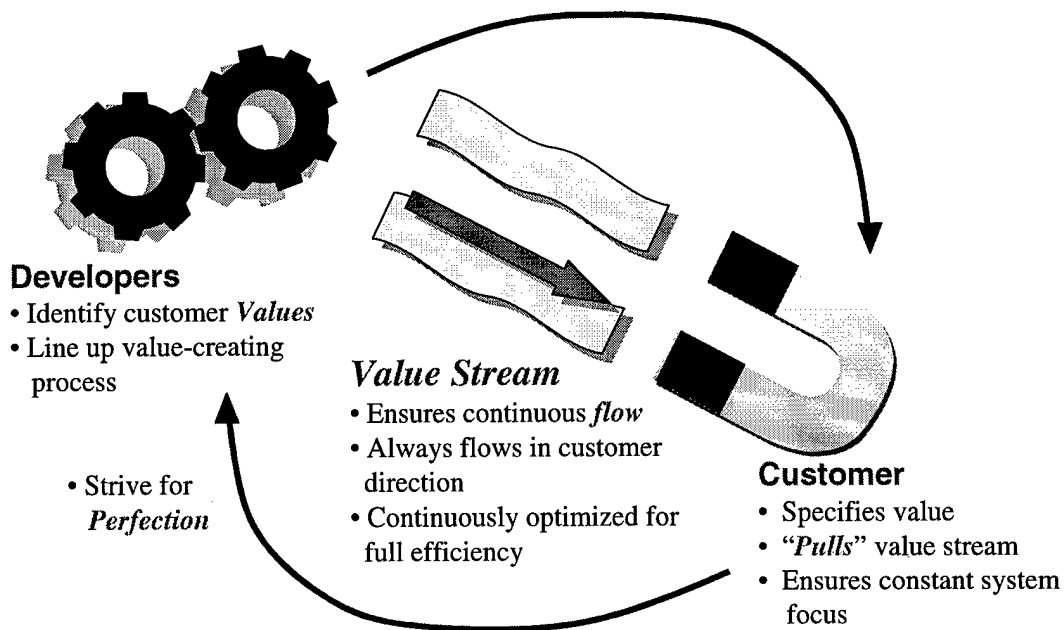 Developers
• Identify customer Values
• Line up value-creating
process
• Strive for
Perfection
Value Stream
• Ensures continuous flow
• Always flows in customer
direction
• Continuously optimized for
full efficiency
Customer
• Specifies value
• “Pulls” value stream
• Ensures constant system
focus